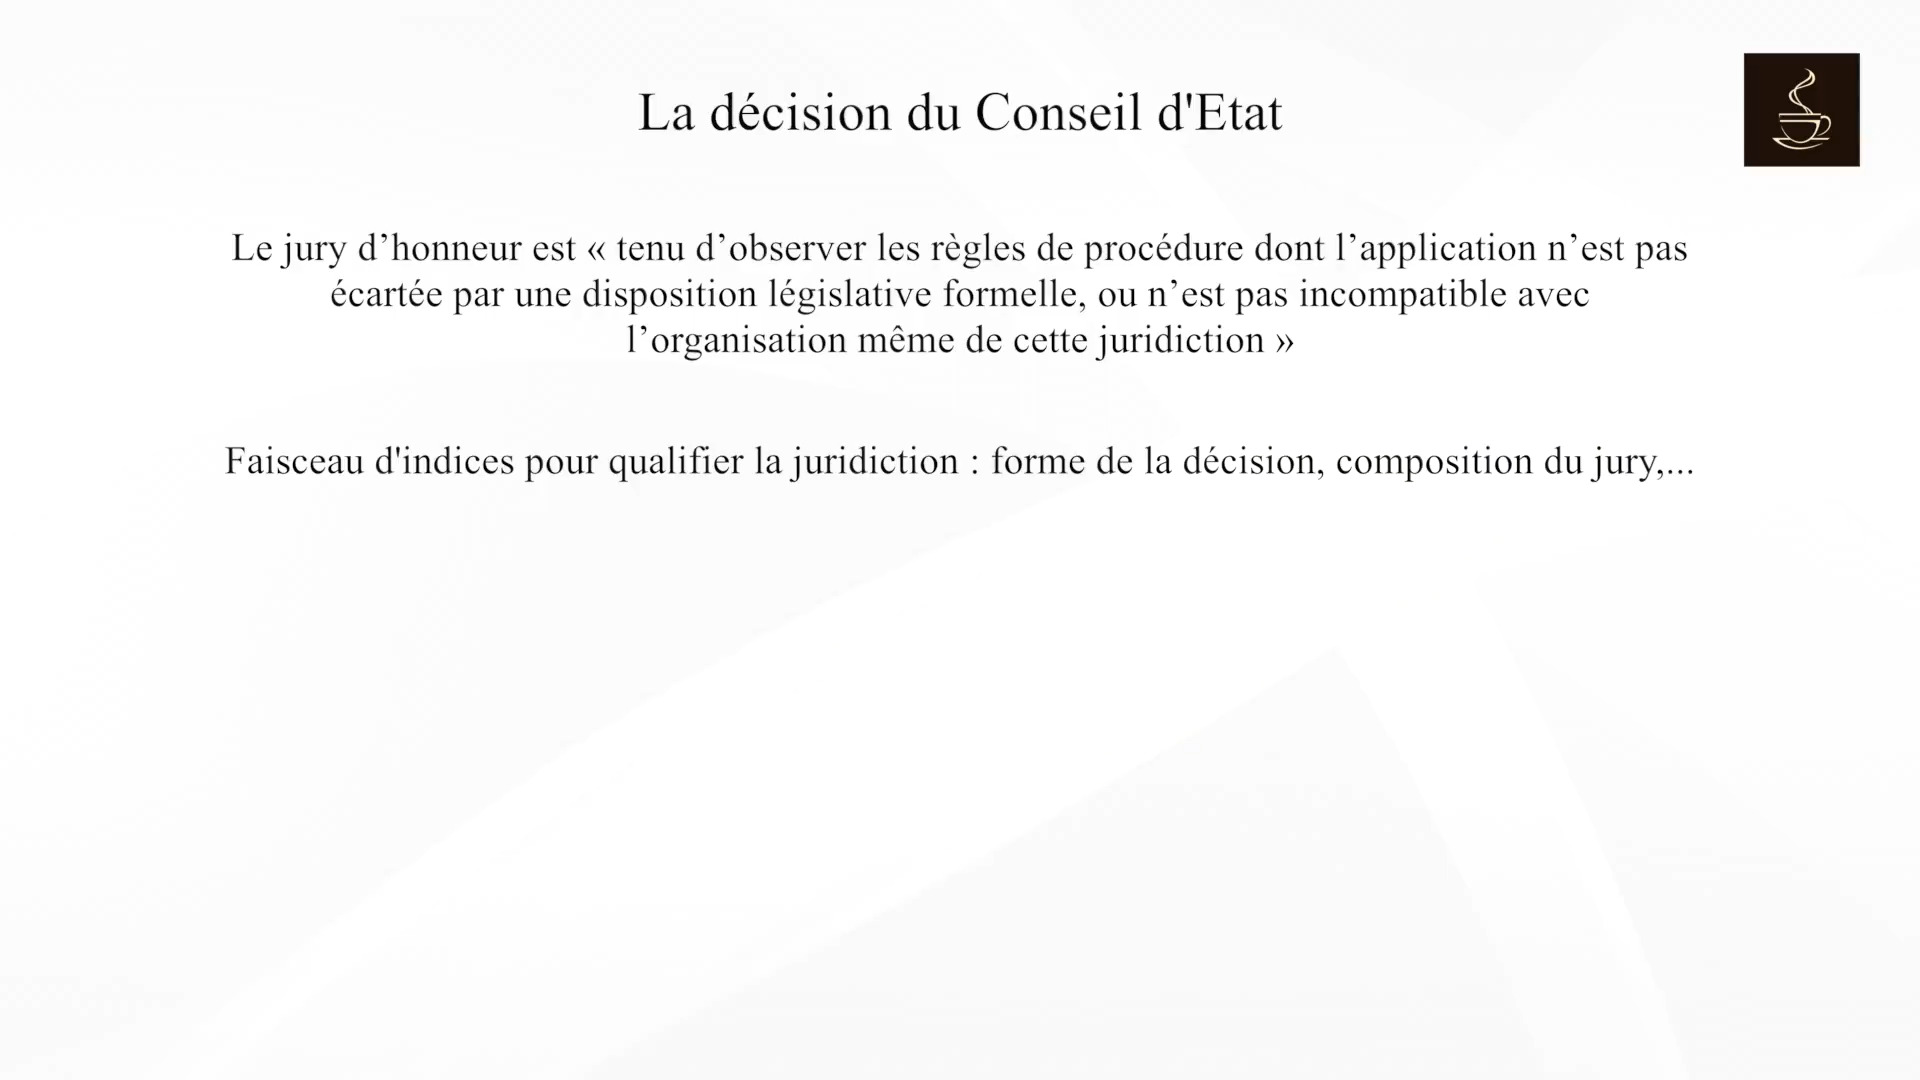 La décision du Conseil d'Etat
Le jury d’honneur est « tenu d’observer les règles de procédure dont l’application n’est pas
écartée par une disposition législative formelle, ou n’est pas incompatible avec
l’organisation même de cette juridiction »
Faisceau d'indices pour qualifier la juridiction : forme de la décision, composition du jury,...